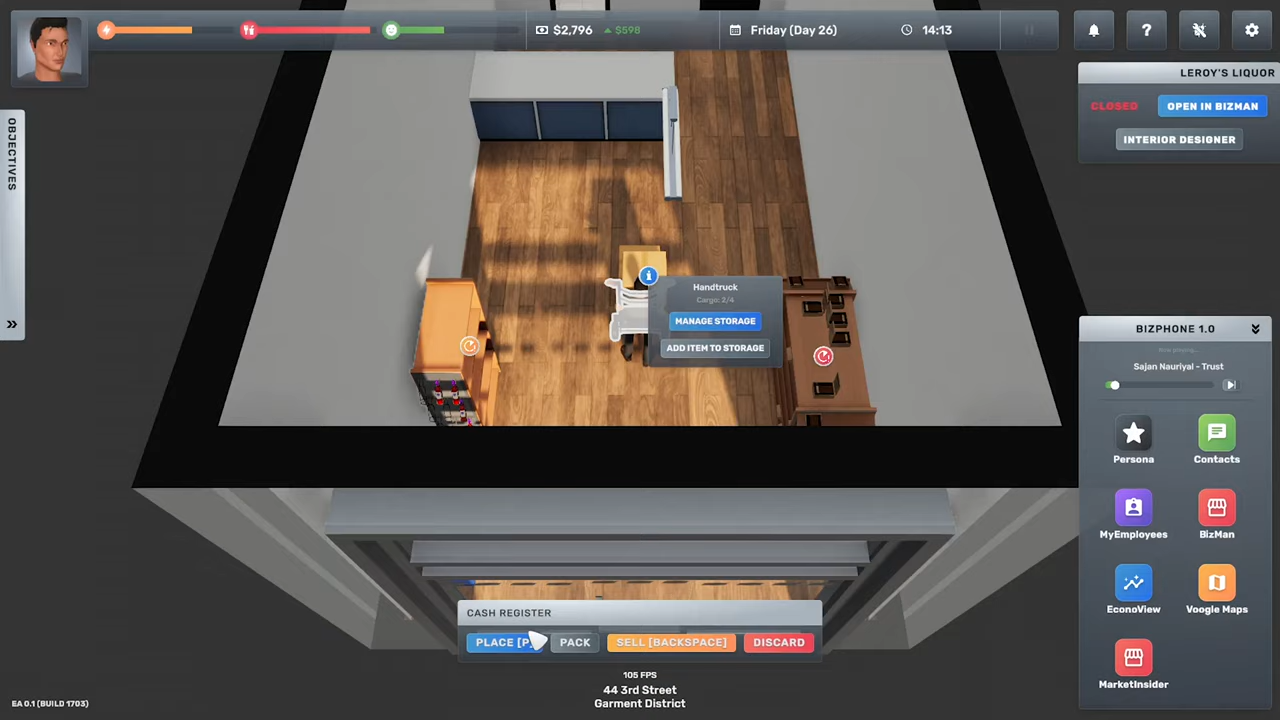 $2,796
$598
Friday (Day 26)
14:13
?
LEROY'S LIQUOR
CLOSED
OPEN IN BIZMAN
INTERIOR DESIGNER
OBJECTIVES
Handtruck
Cargo: 2/4
MANAGE STORAGE
ADD ITEM TO STORAGE
BIZPHONE 1.0
Now playing...
Sajan Nauriyal - Trust
Persona
Contacts
MyEmployees
BizMan
EconoView
Voogle Maps
MarketInsider
CASH REGISTER
PLACE [P]
PACK
SELL [BACKSPACE]
DISCARD
105 FPS
44 3rd Street
Garment District
EA 0.1 (BUILD 1703)